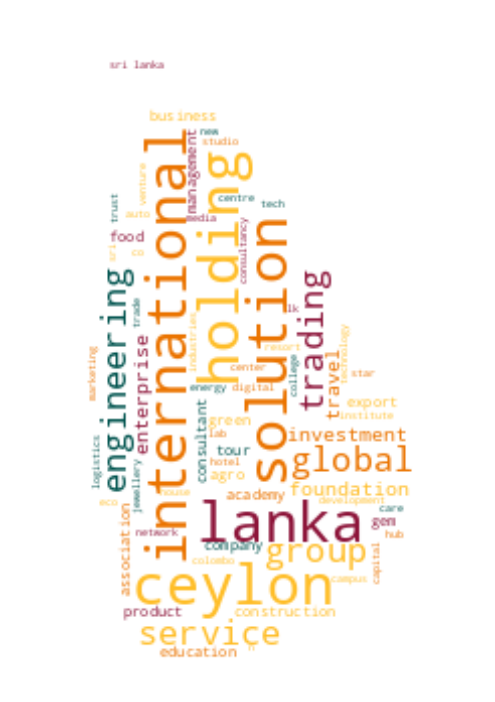 sri lanka
business
new
studio
international
management
holding
venture
centre
tech
trust
auto
media
food
consultancy
solution
sri
co
engineering
trading
trade
lk
industries
enterprise
resort
technology
marketing
center
travel
star
energy
digital
college
consultant
export
green
institute
lab
investment
logistics
tour
global
hotel
agro
jewellery
house
academy
foundation
eco
development
lanka
care
association
gem
network
hub
company
group
colombo
capital
ceylon
campus
product
construction
service
education